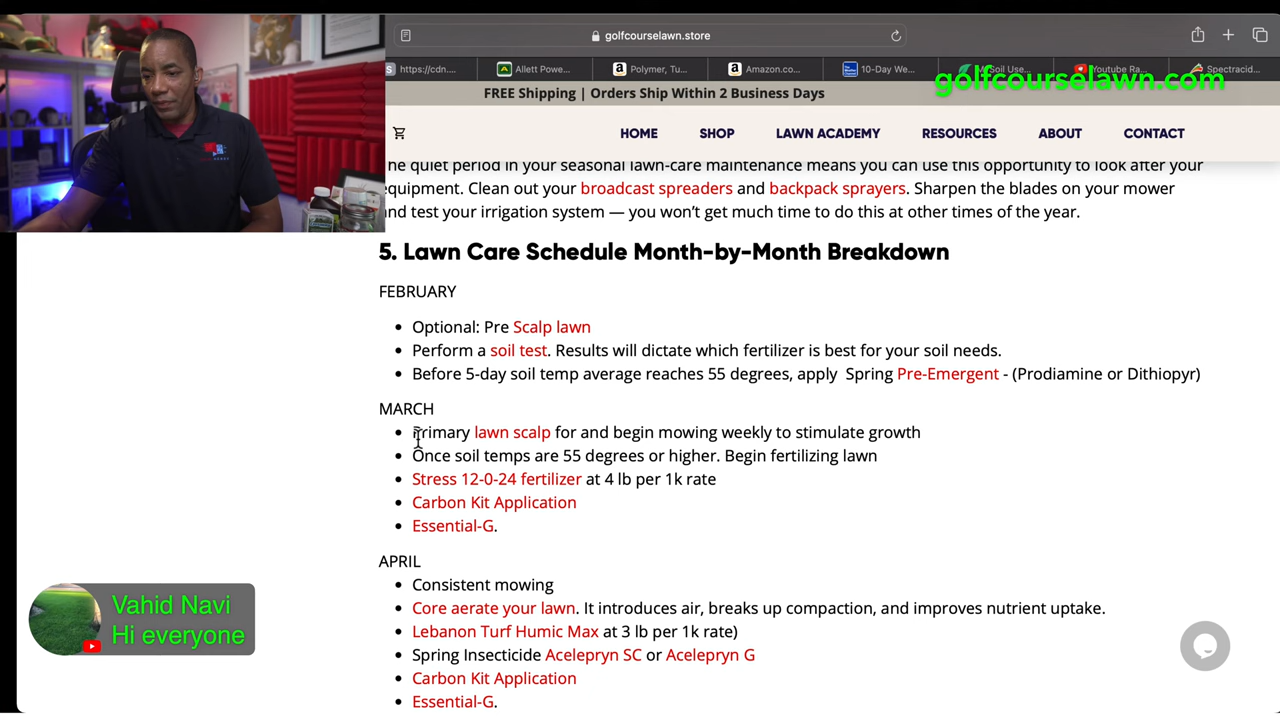 golfcourselawn.store
https://cdn....
Allett Powe...
Polymer, Tu...
Amazon.co...
10-Day We...
Soil Use...
Youtube Ra...
Spectracid...
golfcourselawn.com
FREE Shipping | Orders Ship Within 2 Business Days
HOME SHOP LAWN ACADEMY RESOURCES ABOUT CONTACT
The quiet period in your seasonal lawn-care maintenance means you can use this opportunity to look after your
equipment. Clean out your broadcast spreaders and backpack sprayers. Sharpen the blades on your mower
and test your irrigation system — you won't get much time to do this at other times of the year.
5. Lawn Care Schedule Month-by-Month Breakdown
FEBRUARY
• Optional: Pre Scalp lawn
• Perform a soil test. Results will dictate which fertilizer is best for your soil needs.
• Before 5-day soil temp average reaches 55 degrees, apply Spring Pre-Emergent - (Prodiamine or Dithiopyr)
MARCH
• Primary lawn scalp for and begin mowing weekly to stimulate growth
• Once soil temps are 55 degrees or higher. Begin fertilizing lawn
• Stress 12-0-24 fertilizer at 4 lb per 1k rate
• Carbon Kit Application
• Essential-G.
APRIL
• Consistent mowing
• Core aerate your lawn. It introduces air, breaks up compaction, and improves nutrient uptake.
• Lebanon Turf Humic Max at 3 lb per 1k rate)
• Spring Insecticide Acelepryn SC or Acelepryn G
• Carbon Kit Application
• Essential-G.
Vahid Navi
Hi everyone